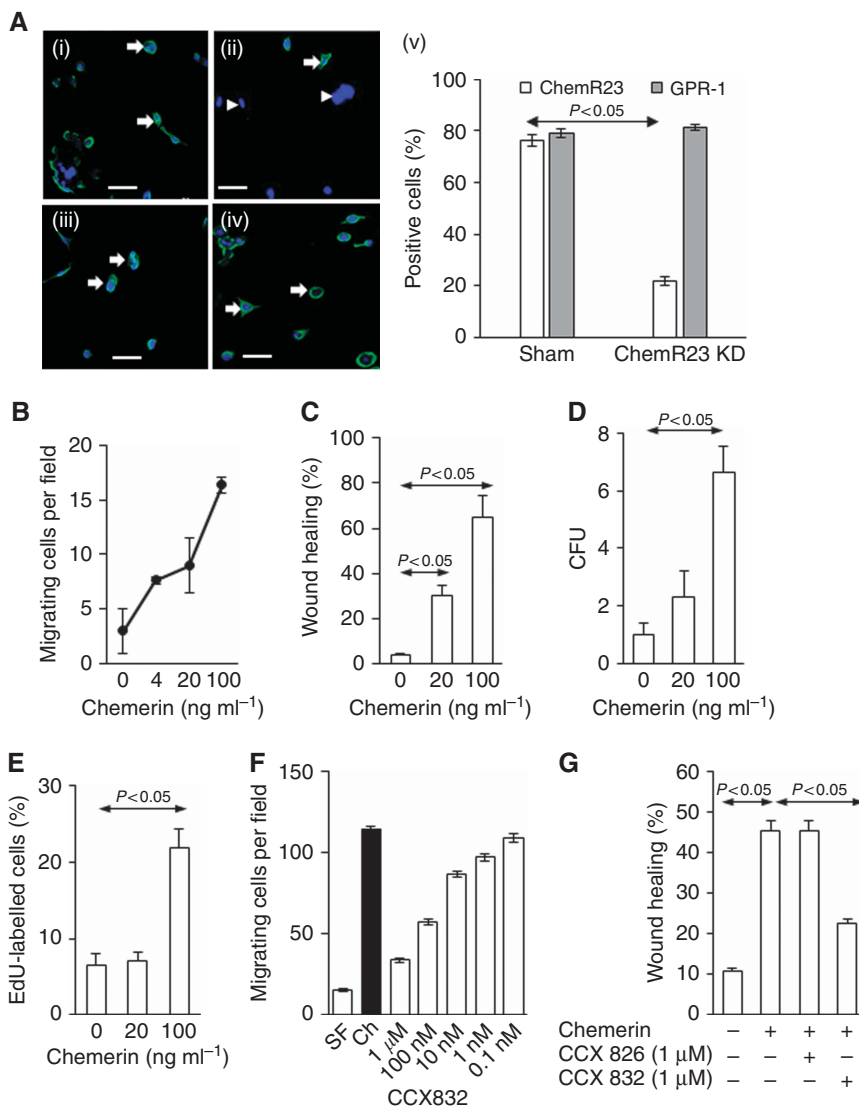 A
(i)
(ii)
(iii)
(iv)
(v)
ChemR23
GPR-1
P<0.05
100
80
60
40
20
0
Positive cells (%)
Sham
ChemR23 KD
B
20
15
10
5
0
Migrating cells per field
0 4 20 100
Chemerin (ng ml⁻¹)
C
100
80
60
40
20
0
Wound healing (%)
P<0.05
P<0.05
0 20 100
Chemerin (ng ml⁻¹)
D
8
6
4
2
0
CFU
P<0.05
0 20 100
Chemerin (ng ml⁻¹)
E
30
20
10
0
EdU-labelled cells (%)
P<0.05
0 20 100
Chemerin (ng ml⁻¹)
F
150
100
50
0
Migrating cells per field
SF
Ch
1 μM
100 nM
10 nM
1 nM
0.1 nM
CCX832
G
60
50
40
30
20
10
0
Wound healing (%)
P<0.05
P<0.05
Chemerin – + + +
CCX 826 (1 μM) – – + –
CCX 832 (1 μM) – – – +